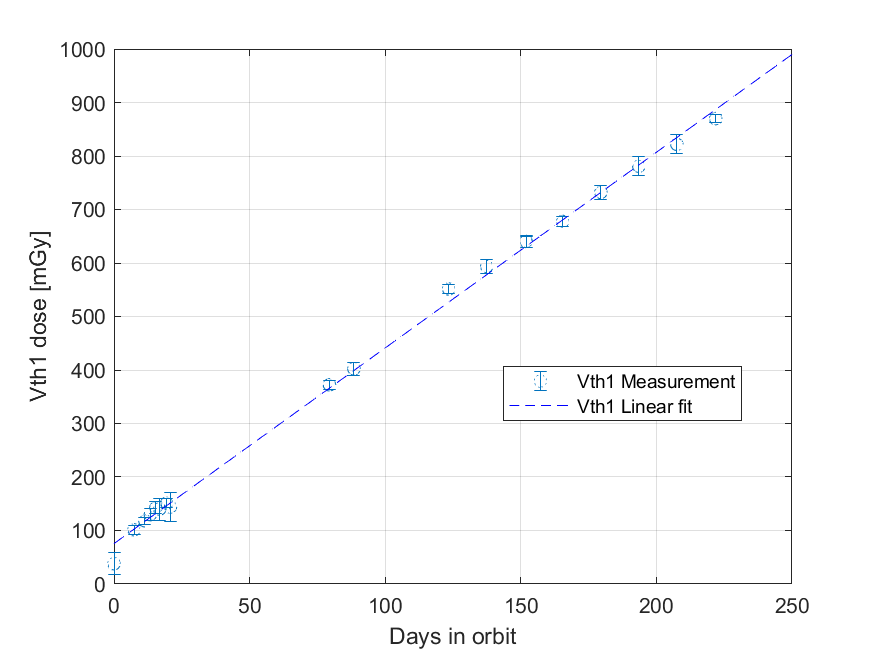 1000
900
800
700
600
500
400
300
200
100
0
Vth1 dose [mGy]
Vth1 Measurement
Vth1 Linear fit
0 50 100 150 200 250
Days in orbit